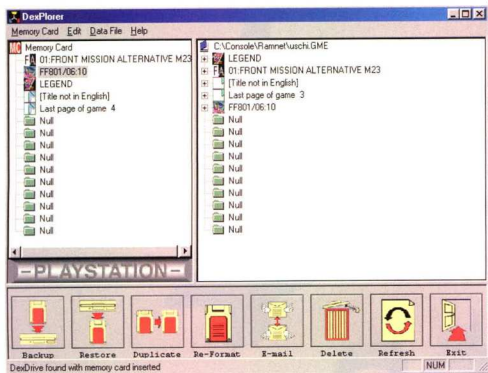 DexPlorer
Memory Card Edit Data File Help
Memory Card
01:FRONT MISSION ALTERNATIVE M23
FF801/06:10
LEGEND
[Title not in English]
Last page of game 4
Null
Null
Null
Null
Null
Null
Null
Null
Null
Null
C:\Console\Ramnet\uschi.GME
LEGEND
01:FRONT MISSION ALTERNATIVE M23
[Title not in English]
Last page of game 3
FF801/06:10
Null
Null
Null
Null
Null
Null
Null
Null
Null
Null
PLAYSTATION
Backup Restore Duplicate Re-Format E-mail Delete Refresh Exit
DexDrive found with memory card inserted NUM